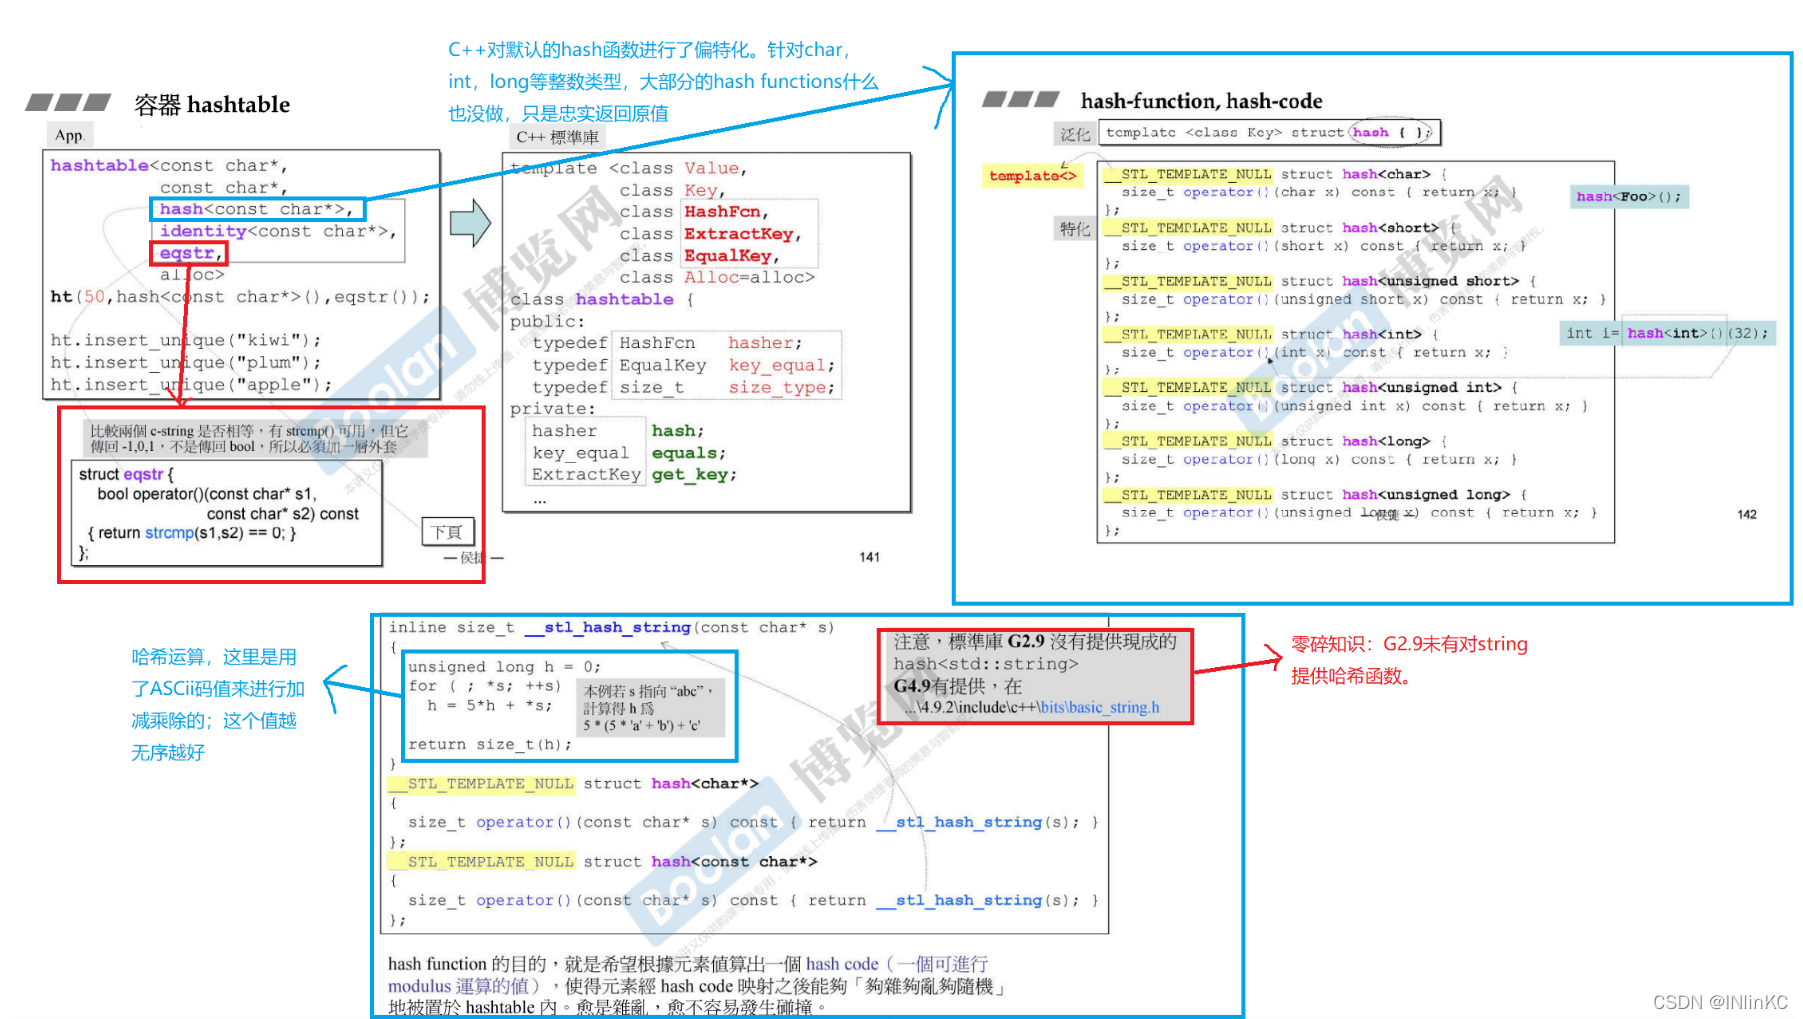 C++对默认的hash函数进行了偏特化。针对char，
int，long等整数类型，大部分的hash functions什么
也没做，只是忠实返回原值
容器 hashtable
App.
hashtable<const char*,
const char*,
hash<const char*>,
identity<const char*>,
eqstr,
alloc>
ht(50,hash<const char*>(),eqstr());
ht.insert_unique("kiwi");
ht.insert_unique("plum");
ht.insert_unique("apple");
比較兩個 c-string 是否相等，有 strcmp() 可用，但它
傳回 -1,0,1，不是傳回 bool，所以必須加一層外套
struct eqstr {
bool operator()(const char* s1,
const char* s2) const
{ return strcmp(s1,s2) == 0; }
};
C++ 標準庫
template <class Value,
class Key,
class HashFcn,
class ExtractKey,
class EqualKey,
class Alloc=alloc>
class hashtable {
public:
typedef HashFcn hasher;
typedef EqualKey key_equal;
typedef size_t size_type;
private:
hasher hash;
key_equal equals;
ExtractKey get_key;
...
下頁
— 侯捷 —
141
hash-function, hash-code
泛化
template <class Key> struct hash { };
template<>
特化
__STL_TEMPLATE_NULL struct hash<char> {
size_t operator()(char x) const { return x; }
};
__STL_TEMPLATE_NULL struct hash<short> {
size_t operator()(short x) const { return x; }
};
__STL_TEMPLATE_NULL struct hash<unsigned short> {
size_t operator()(unsigned short x) const { return x; }
};
__STL_TEMPLATE_NULL struct hash<int> {
size_t operator()(int x) const { return x; }
};
__STL_TEMPLATE_NULL struct hash<unsigned int> {
size_t operator()(unsigned int x) const { return x; }
};
__STL_TEMPLATE_NULL struct hash<long> {
size_t operator()(long x) const { return x; }
};
__STL_TEMPLATE_NULL struct hash<unsigned long> {
size_t operator()(unsigned long x) const { return x; }
};
hash<Foo>();
int i= hash<int>()(32);
— 侯捷 —
142
inline size_t __stl_hash_string(const char* s)
{
unsigned long h = 0;
for ( ; *s; ++s)
h = 5*h + *s;
return size_t(h);
}
本例若 s 指向 “abc”，
計算得 h 爲
5 * (5 * 'a' + 'b') + 'c'
__STL_TEMPLATE_NULL struct hash<char*>
{
size_t operator()(const char* s) const { return __stl_hash_string(s); }
};
__STL_TEMPLATE_NULL struct hash<const char*>
{
size_t operator()(const char* s) const { return __stl_hash_string(s); }
};
注意，標準庫 G2.9 沒有提供現成的
hash<std::string>
G4.9有提供，在
...\4.9.2\include\c++\bits\basic_string.h
零碎知识：G2.9未有对string
提供哈希函数。
哈希运算，这里是用
了ASCii码值来进行加
减乘除的；这个值越
无序越好
hash function 的目的，就是希望根據元素值算出一個 hash code（一個可進行
modulus 運算的值），使得元素經 hash code 映射之後能夠「夠雜夠亂夠隨機」
地被置於 hashtable 內。愈是雜亂，愈不容易發生碰撞。
Boolan 博览网
Boolan 博览网
Boolan 博览网
CSDN @INlinKC